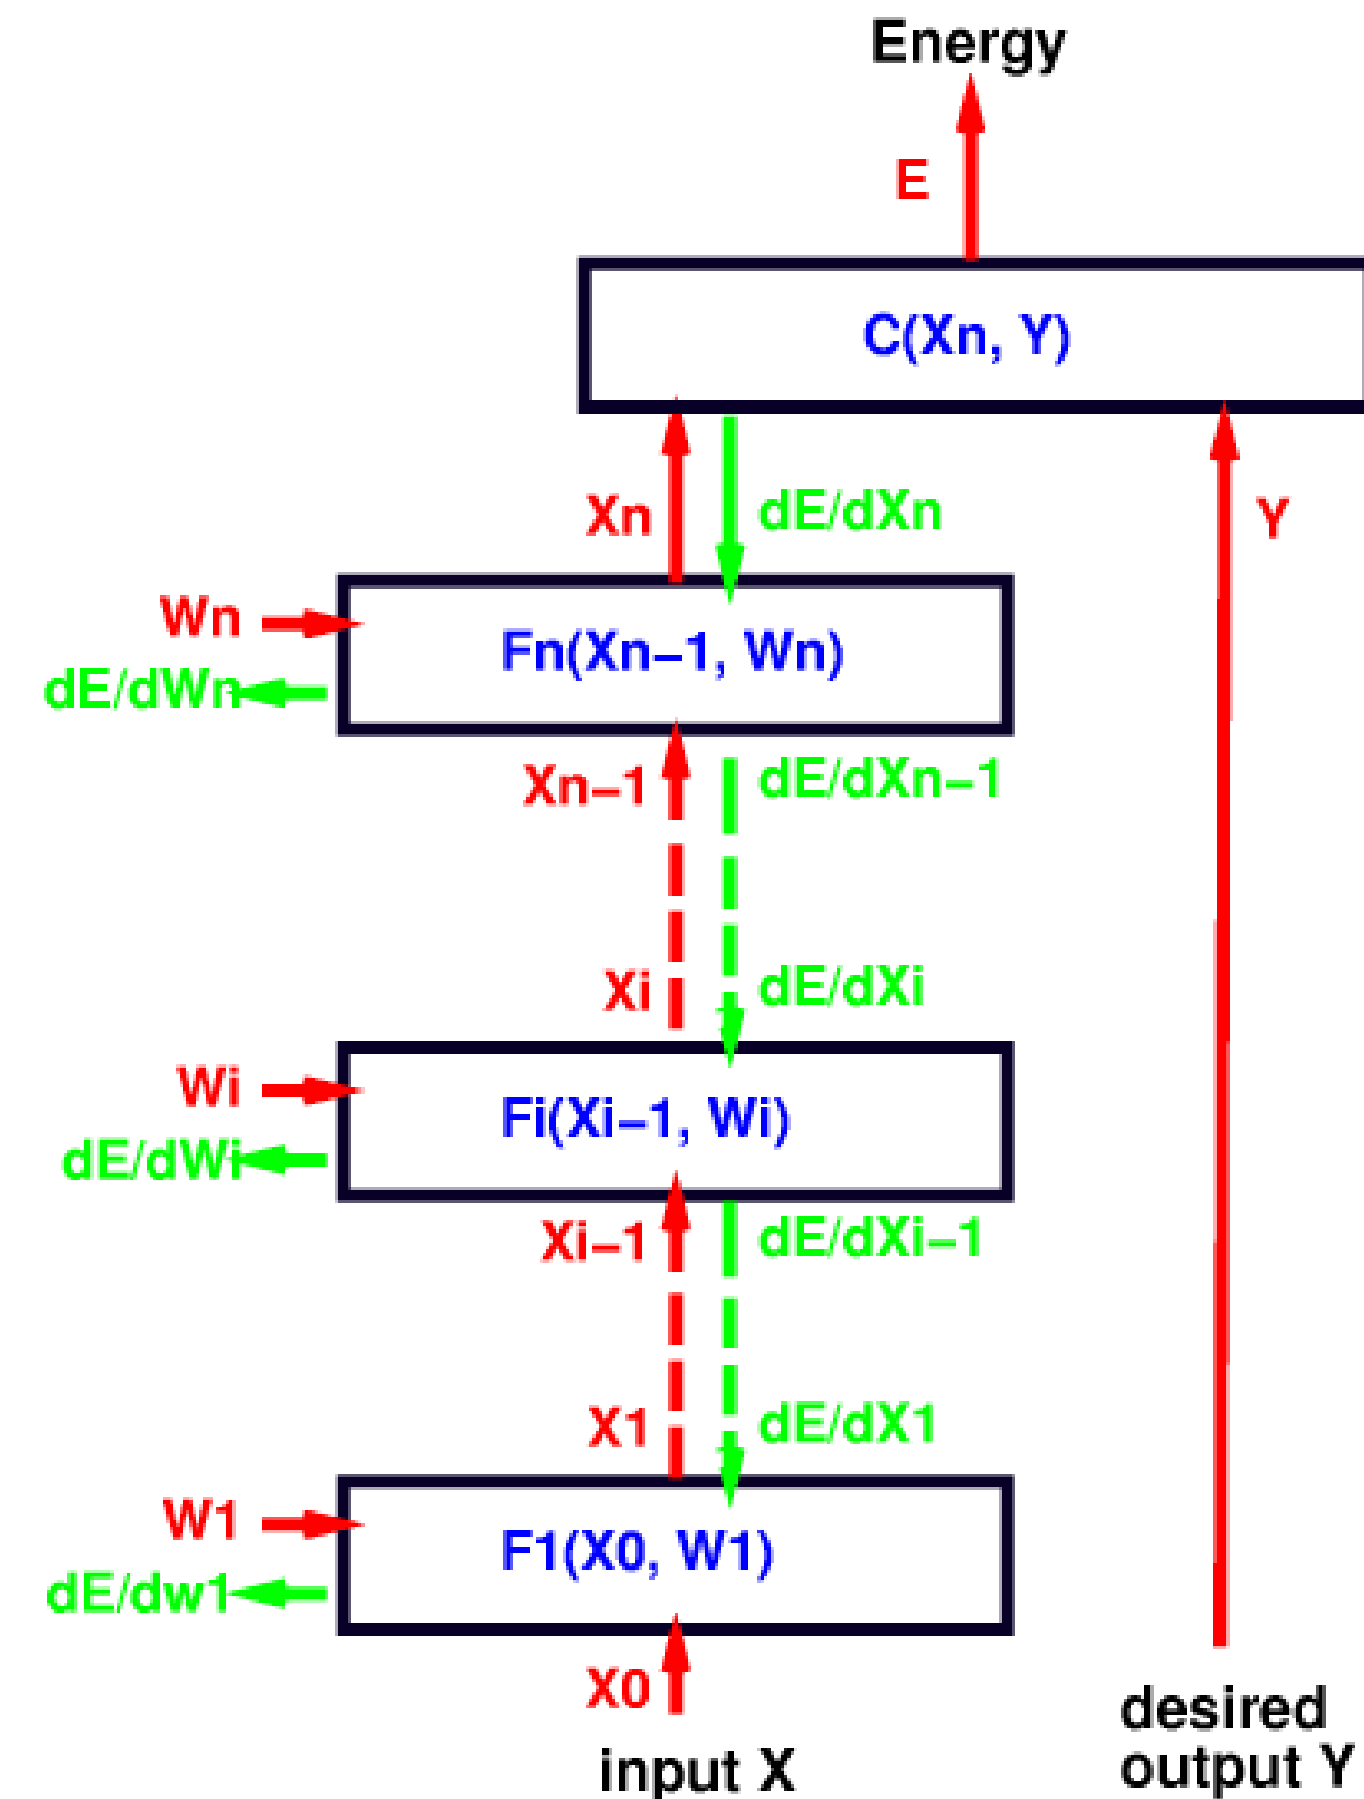 Energy
E
C(Xn, Y)
Xn
dE/dXn
Y
Wn
Fn(Xn−1, Wn)
dE/dWn
Xn−1
dE/dXn−1
Xi
dE/dXi
Wi
Fi(Xi−1, Wi)
dE/dWi
Xi−1
dE/dXi−1
X1
dE/dX1
W1
F1(X0, W1)
dE/dw1
X0
input X
desired
output Y